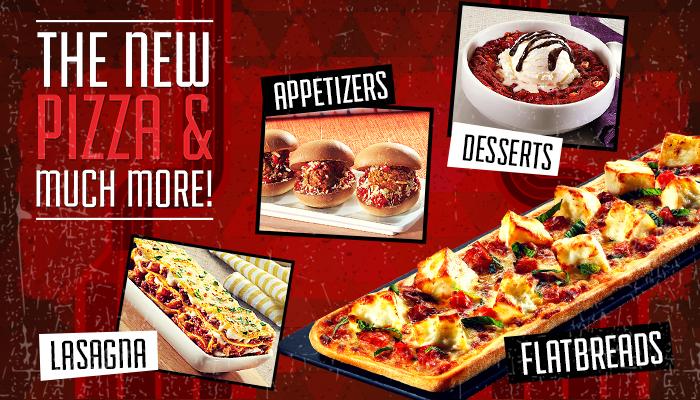 THE NEW
PIZZA &
MUCH MORE!
APPETIZERS
DESSERTS
LASAGNA
FLATBREADS